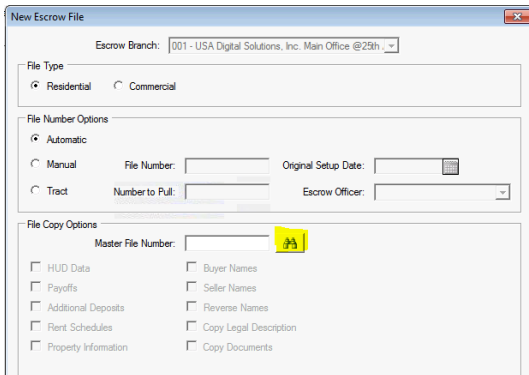 New Escrow File
Escrow Branch: 001 - USA Digital Solutions, Inc. Main Office @25th
File Type
Residential Commercial
File Number Options
Automatic
Manual File Number: Original Setup Date:
Tract Number to Pull: Escrow Officer:
File Copy Options
Master File Number:
HUD Data Buyer Names
Payoffs Seller Names
Additional Deposits Reverse Names
Rent Schedules Copy Legal Description
Property Information Copy Documents